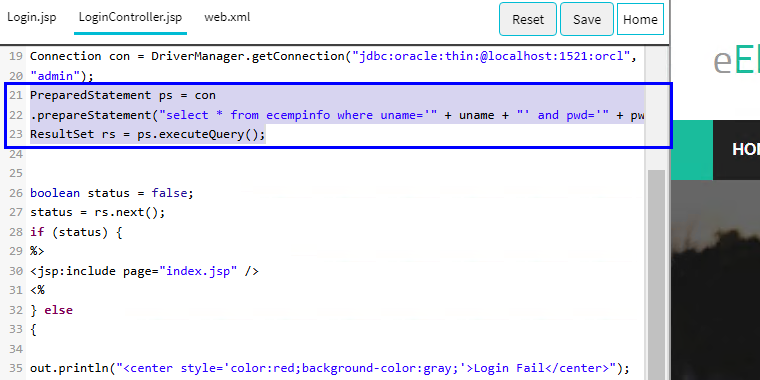 Login.jsp LoginController.jsp web.xml Reset Save Home
19 Connection con = DriverManager.getConnection("jdbc:oracle:thin:@localhost:1521:orcl",
20 "admin");
21 PreparedStatement ps = con
22 .prepareStatement("select * from ecempinfo where uname='" + uname + "' and pwd='" + pw
23 ResultSet rs = ps.executeQuery();
24
25
26 boolean status = false;
27 status = rs.next();
28 if (status) {
29 %>
30 <jsp:include page="index.jsp" />
31 <%
32 } else
33 {
34
35 out.println("<center style='color:red;background-color:gray;'>Login Fail</center>");
eE
HO